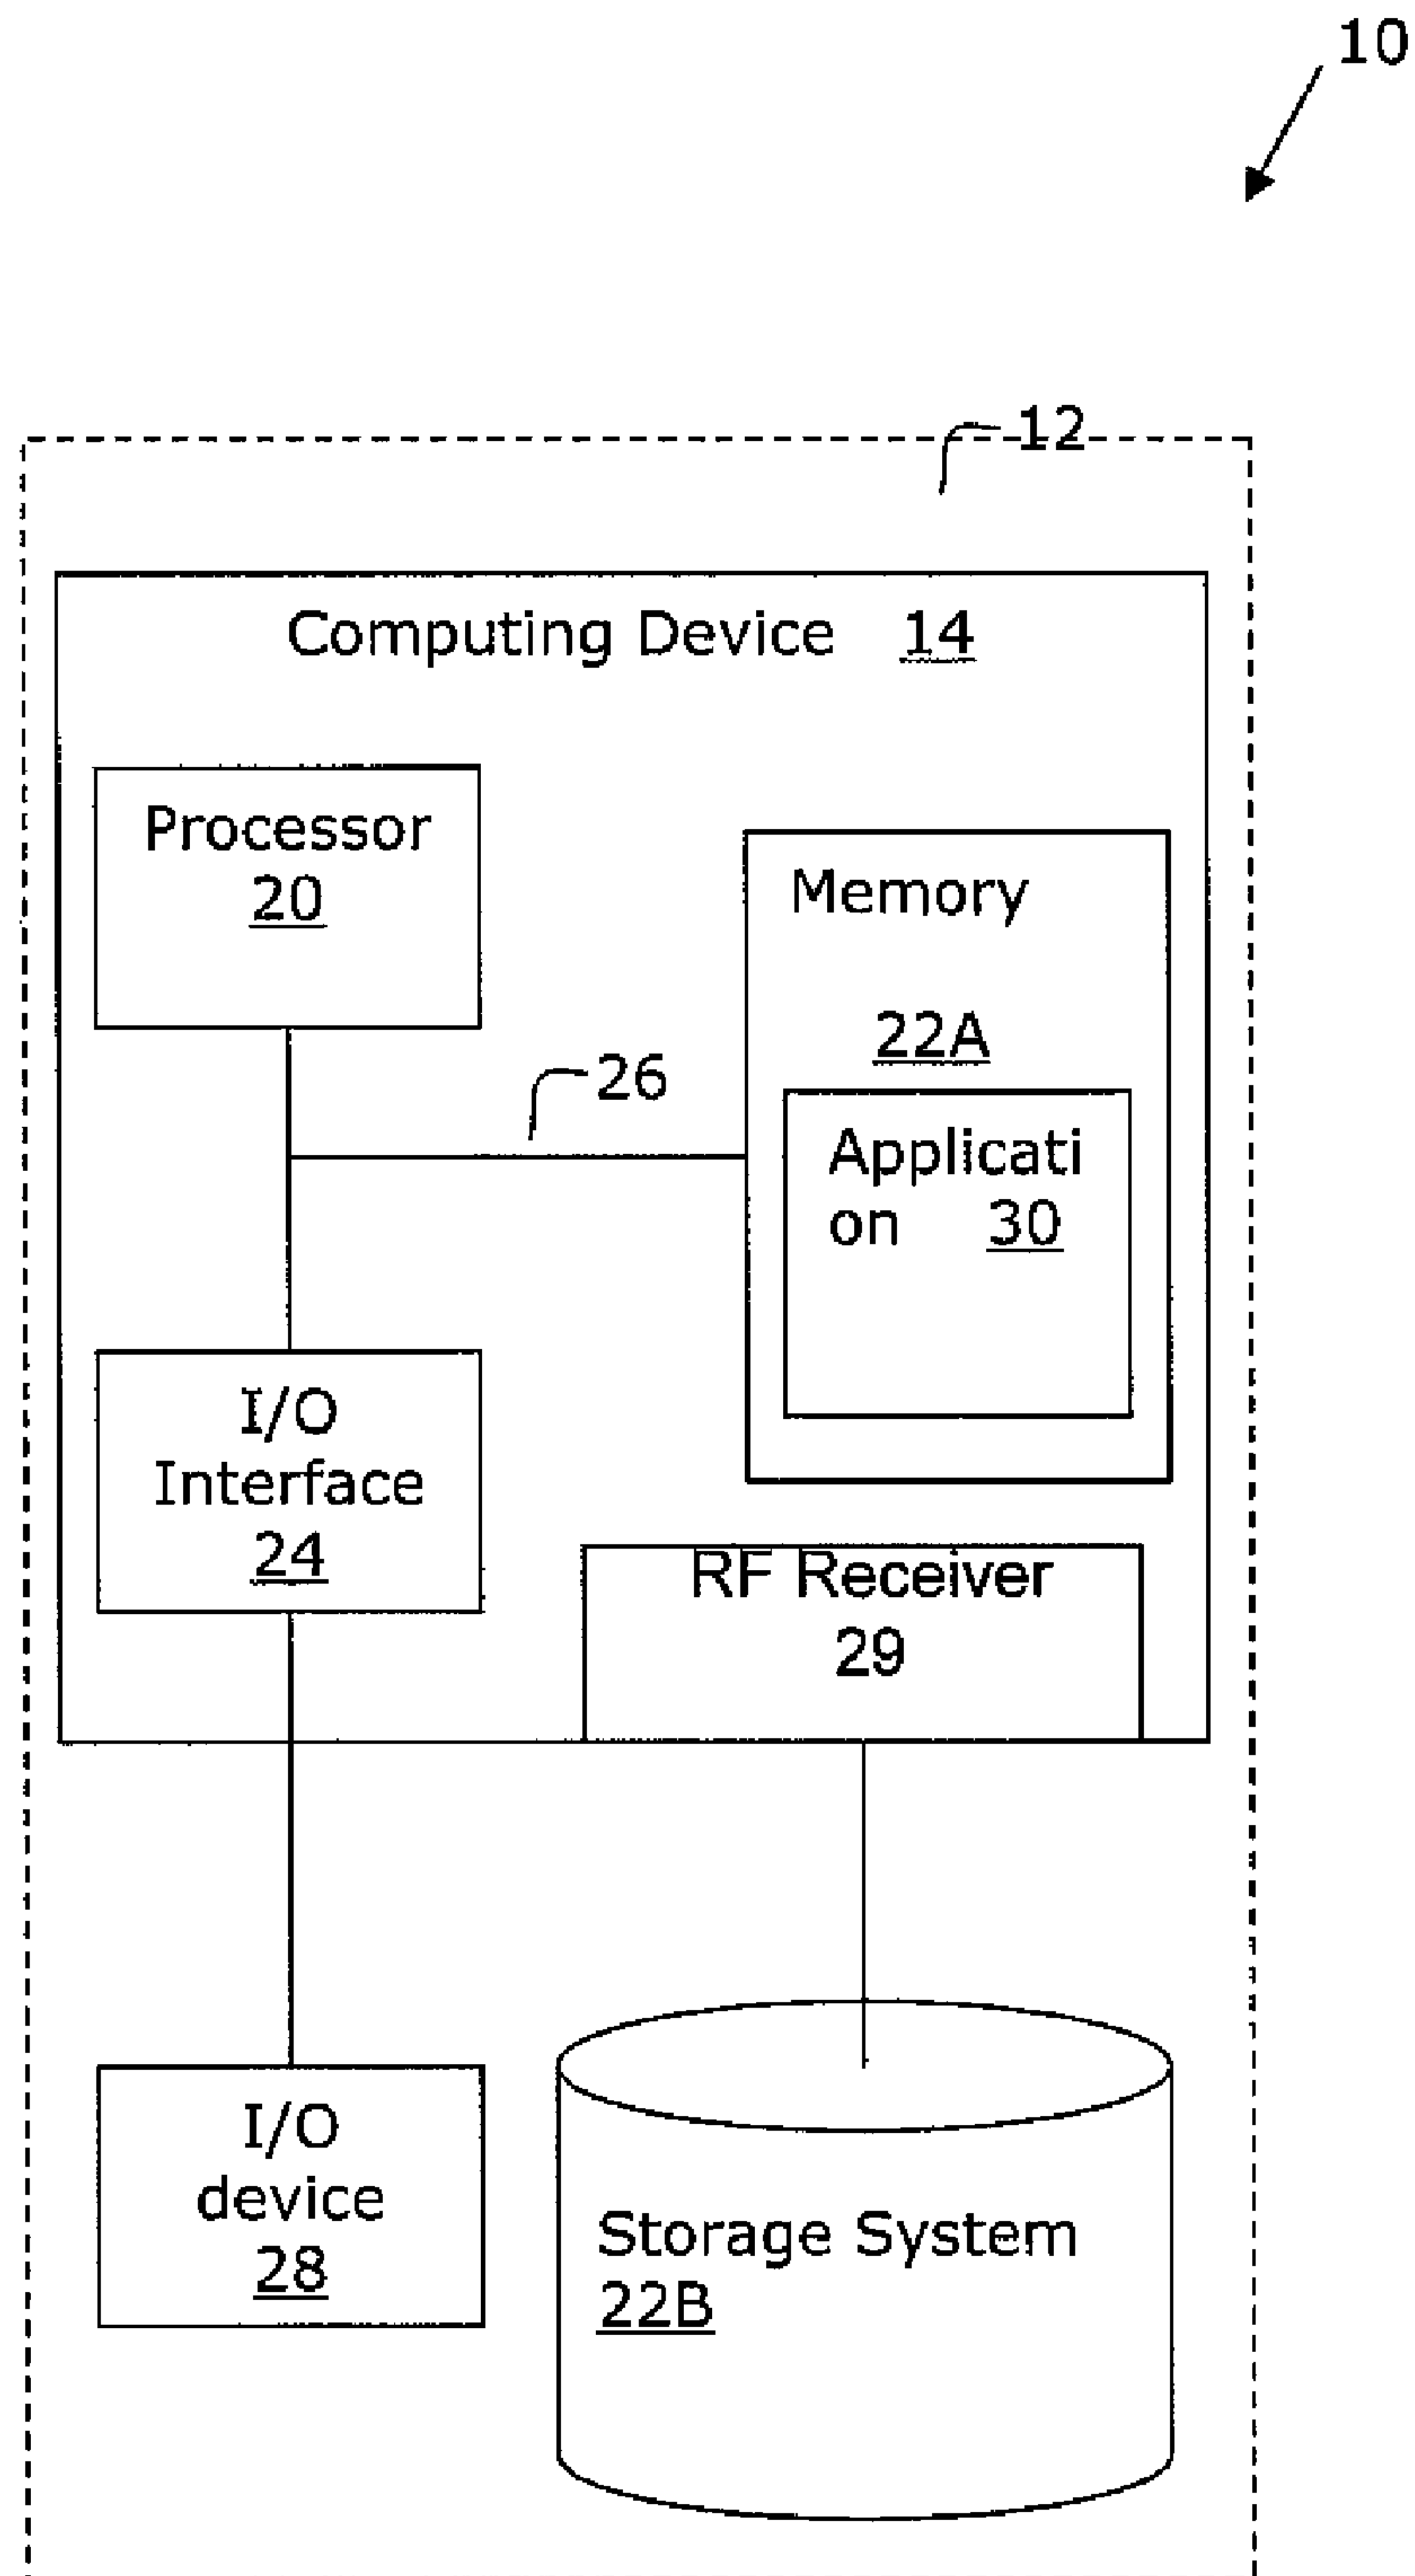 10
12
Computing Device 14
Processor
20
Memory
22A
26
Applicati
on 30
I/O
Interface
24
RF Receiver
29
I/O
device
28
Storage System
22B